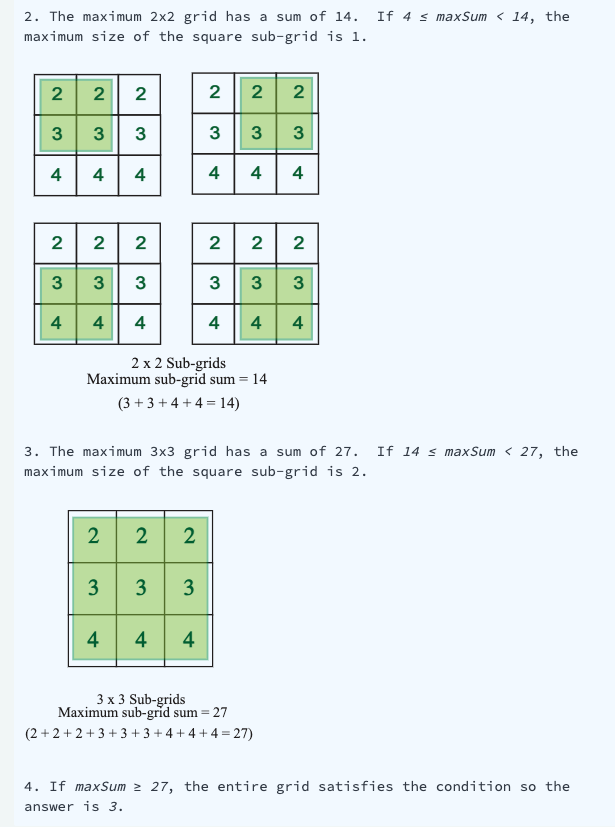 2. The maximum 2x2 grid has a sum of 14.  If 4 ≤ maxSum < 14, the
maximum size of the square sub-grid is 1.
2 2 2
3 3 3
4 4 4
2 2 2
3 3 3
4 4 4
2 2 2
3 3 3
4 4 4
2 2 2
3 3 3
4 4 4
2 x 2 Sub-grids
Maximum sub-grid sum = 14
(3 + 3 + 4 + 4 = 14)
3. The maximum 3x3 grid has a sum of 27.  If 14 ≤ maxSum < 27, the
maximum size of the square sub-grid is 2.
2 2 2
3 3 3
4 4 4
3 x 3 Sub-grids
Maximum sub-grid sum = 27
(2 + 2 + 2 + 3 + 3 + 3 + 4 + 4 + 4 = 27)
4. If maxSum ≥ 27, the entire grid satisfies the condition so the
answer is 3.